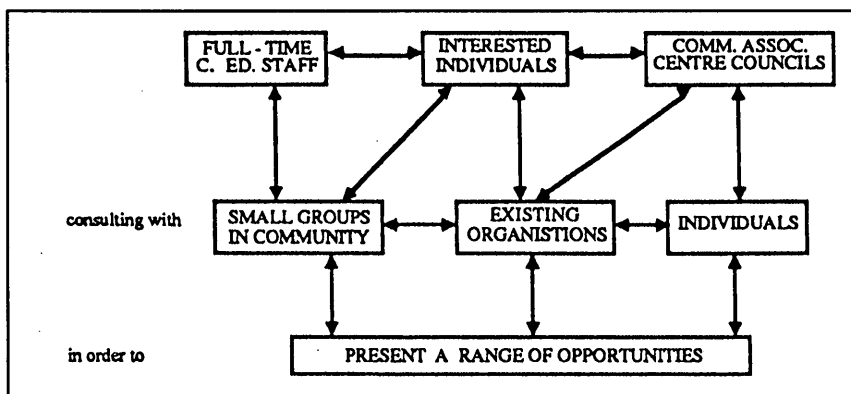 FULL - TIME
C. ED. STAFF
INTERESTED
INDIVIDUALS
COMM. ASSOC.
CENTRE COUNCILS
consulting with
SMALL GROUPS
IN COMMUNITY
EXISTING
ORGANISTIONS
INDIVIDUALS
in order to
PRESENT A RANGE OF OPPORTUNITIES